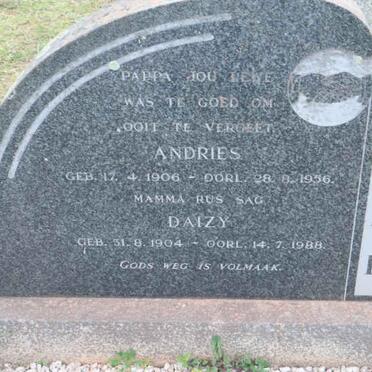 PAPPA JOU LEWE
WAS TE GOED OM
OOIT TE VERGEET.
ANDRIES
GEB. 17. 4. 1906 - OORL. 28. 8. 1956.
MAMMA RUS SAG
DAIZY
GEB. 31. 8. 1904 - OORL. 14. 7. 1988.
GODS WEG IS VOLMAAK.